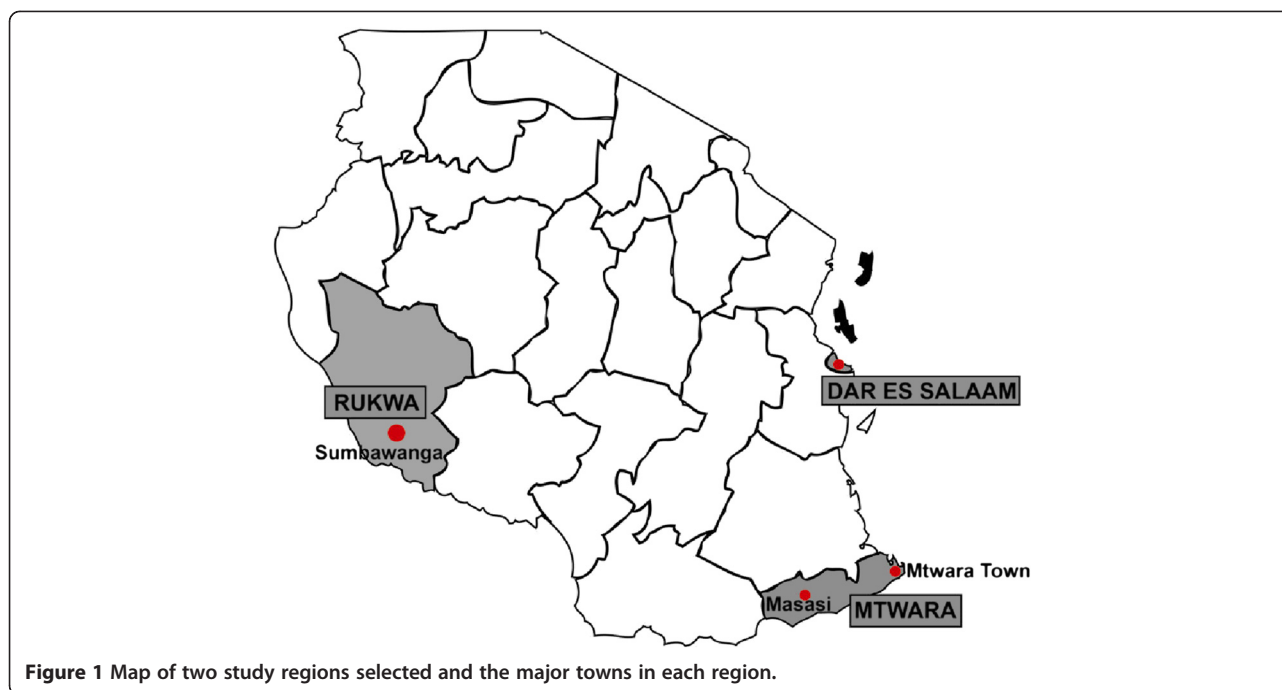 DAR ES SALAAM
RUKWA
Sumbawanga
Mtwara Town
Masasi
MTWARA
Figure 1 Map of two study regions selected and the major towns in each region.